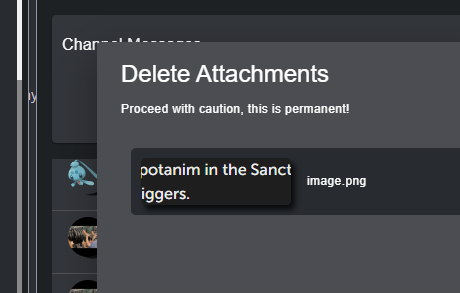 Channel Messages
Delete Attachments
Proceed with caution, this is permanent!
potanim in the Sanct
iggers.
image.png